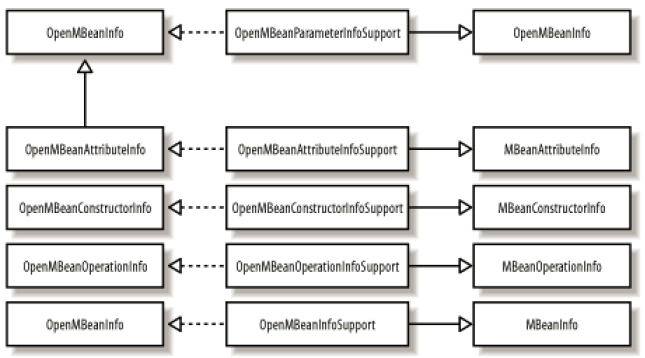 OpenMBeanInfo OpenMBeanParameterInfoSupport OpenMBeanInfo
OpenMBeanAttributeInfo OpenMBeanAttributeInfoSupport MBeanAttributeInfo
OpenMBeanConstructorInfo OpenMBeanConstructorInfoSupport MBeanConstructorInfo
OpenMBeanOperationInfo OpenMBeanOperationInfoSupport MBeanOperationInfo
OpenMBeanInfo OpenMBeanInfoSupport MBeanInfo